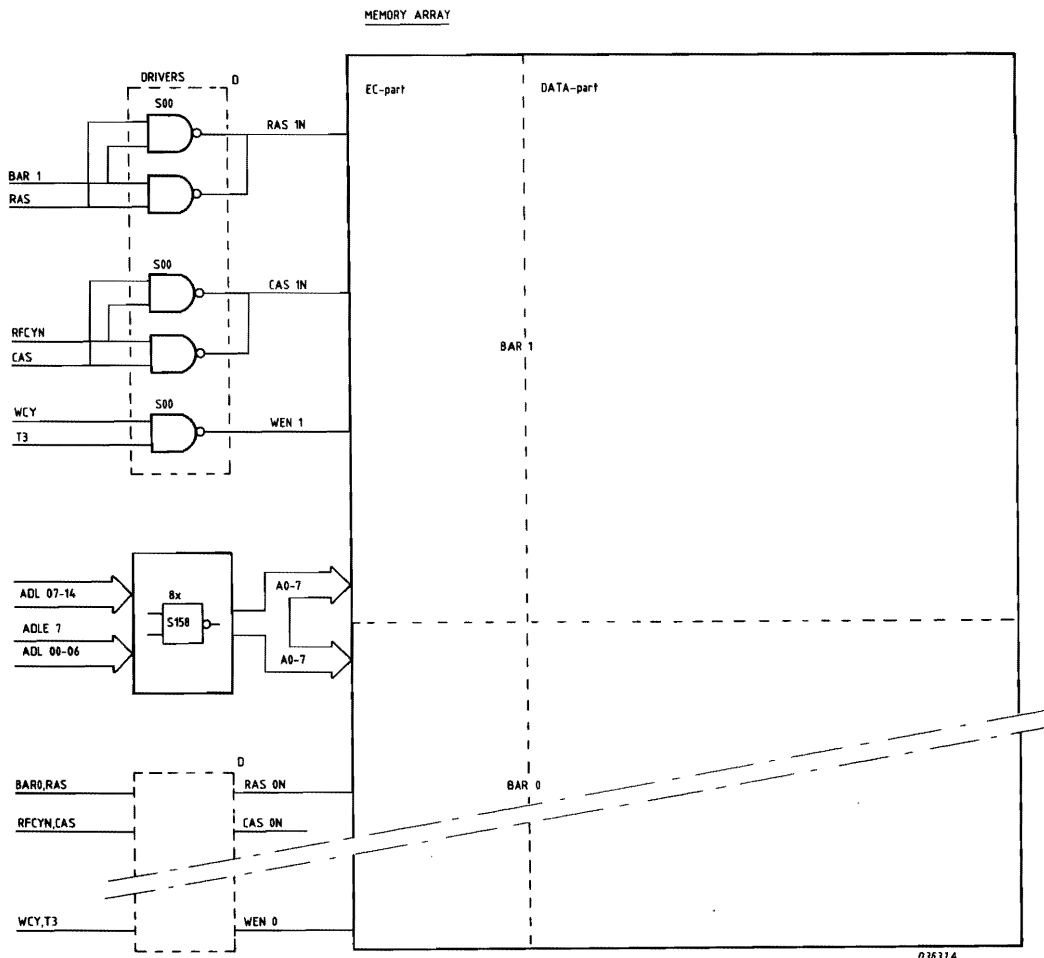 MEMORY ARRAY
DRIVERS
D
EC-part
DATA-part
S00
RAS 1N
BAR 1
RAS
S00
CAS 1N
RFCYN
CAS
BAR 1
S00
WCY
WEN 1
T3
8x
S158
ADL 07-14
A0-7
ADLE 7
ADL 00-06
A0-7
D
BAR0,RAS
RAS 0N
BAR 0
RFCYN,CAS
CAS 0N
WCY,T3
WEN 0
D3631A